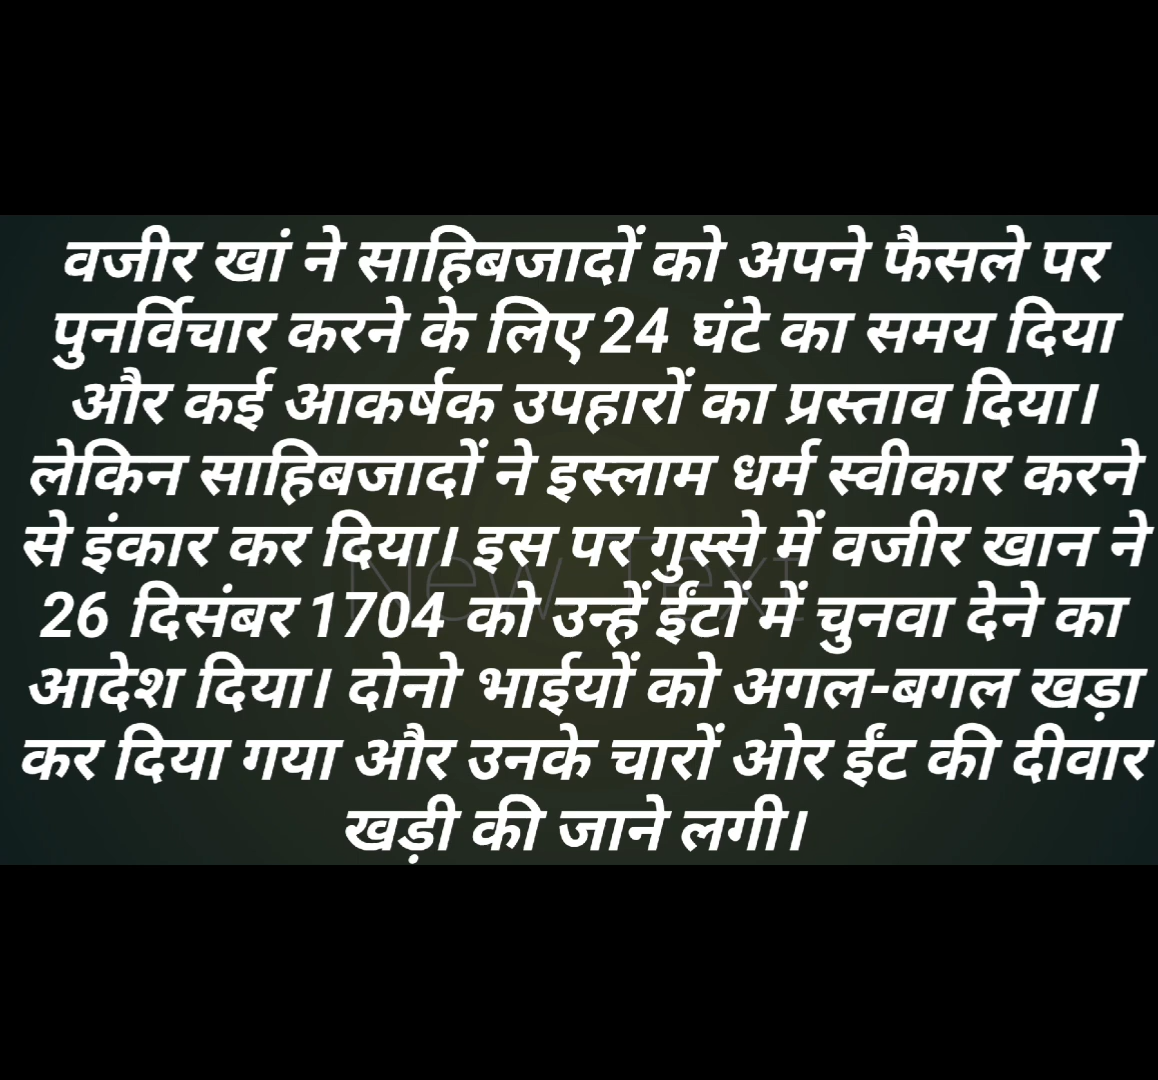 वजीर खां ने साहिबजादों को अपने फैसले पर
पुनर्विचार करने के लिए 24 घंटे का समय दिया
और कई आकर्षक उपहारों का प्रस्ताव दिया।
लेकिन साहिबजादों ने इस्लाम धर्म स्वीकार करने
से इंकार कर दिया। इस पर गुस्से में वजीर खान ने
26 दिसंबर 1704 को उन्हें ईंटों में चुनवा देने का
आदेश दिया। दोनो भाईयों को अगल-बगल खड़ा
कर दिया गया और उनके चारों ओर ईंट की दीवार
खड़ी की जाने लगी।
New Text